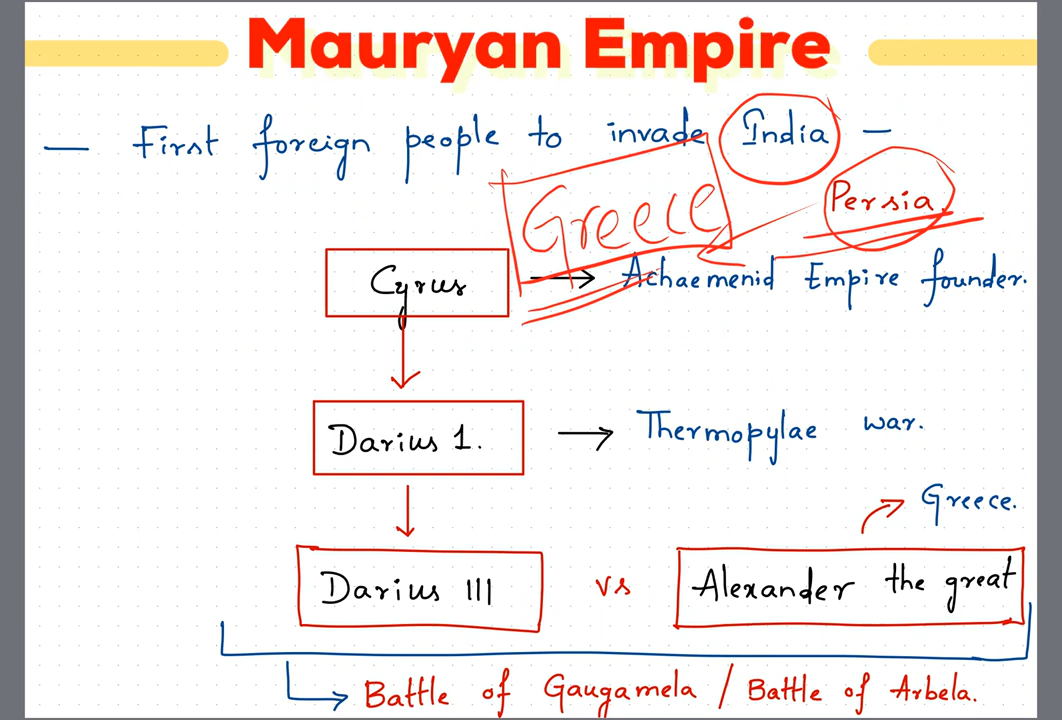 Mauryan Empire
— First foreign people to invade India —
Persia.
Greece
Cyrus → Achaemenid Empire founder.
Darius 1. → Thermopylae war.
Greece.
Darius III vs Alexander the great
Battle of Gaugamela / Battle of Arbela.